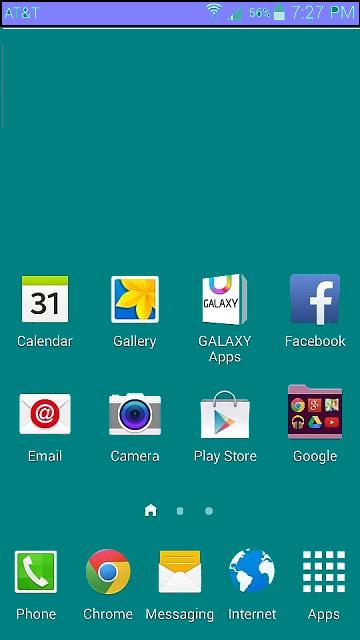 AT&T 56% 7:27 PM
31
GALAXY
Calendar Gallery GALAXY Apps Facebook
@
Email Camera Play Store Google
Phone Chrome Messaging Internet Apps